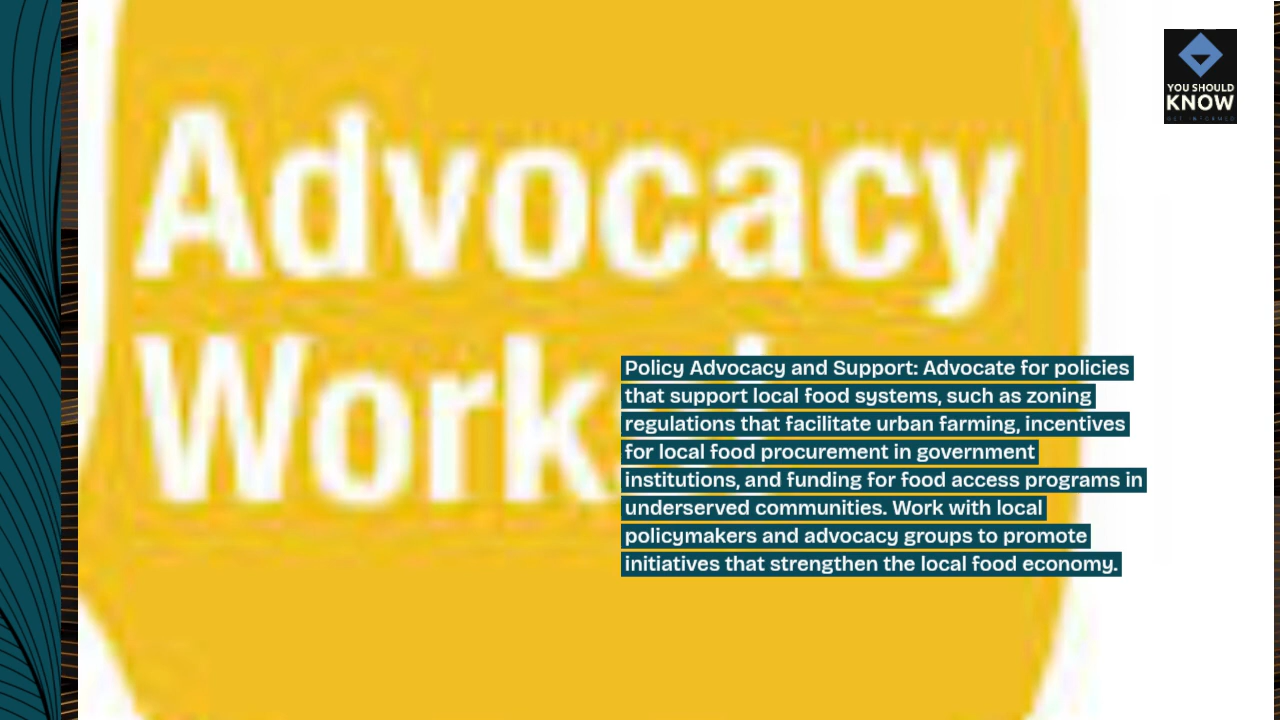 Advocacy
Work
Policy Advocacy and Support: Advocate for policies
that support local food systems, such as zoning
regulations that facilitate urban farming, incentives
for local food procurement in government
institutions, and funding for food access programs in
underserved communities. Work with local
policymakers and advocacy groups to promote
initiatives that strengthen the local food economy.
YOU SHOULD
KNOW
GET INFORMED